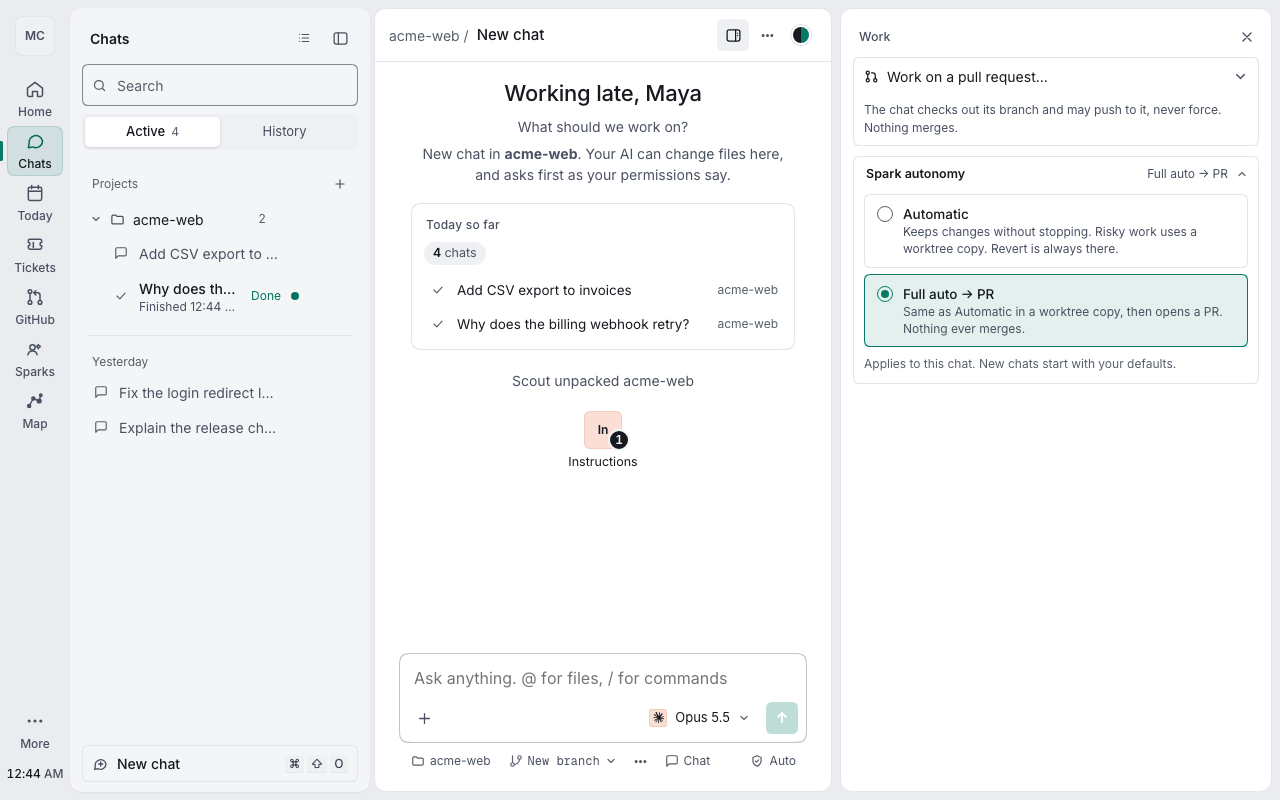 MC
Home
Chats
Today
Tickets
GitHub
Sparks
Map
More
12:44 AM
Chats
Search
Active 4
History
Projects
acme-web 2
Add CSV export to ...
Why does th... Done
Finished 12:44 ...
Yesterday
Fix the login redirect l...
Explain the release ch...
New chat ⌘ ⇧ O
acme-web / New chat
Working late, Maya
What should we work on?
New chat in acme-web. Your AI can change files here,
and asks first as your permissions say.
Today so far
4 chats
Add CSV export to invoices acme-web
Why does the billing webhook retry? acme-web
Scout unpacked acme-web
In 1
Instructions
Ask anything. @ for files, / for commands
Opus 5.5
acme-web New branch Chat Auto
Work
Work on a pull request...
The chat checks out its branch and may push to it, never force.
Nothing merges.
Spark autonomy Full auto → PR
Automatic
Keeps changes without stopping. Risky work uses a
worktree copy. Revert is always there.
Full auto → PR
Same as Automatic in a worktree copy, then opens a PR.
Nothing ever merges.
Applies to this chat. New chats start with your defaults.